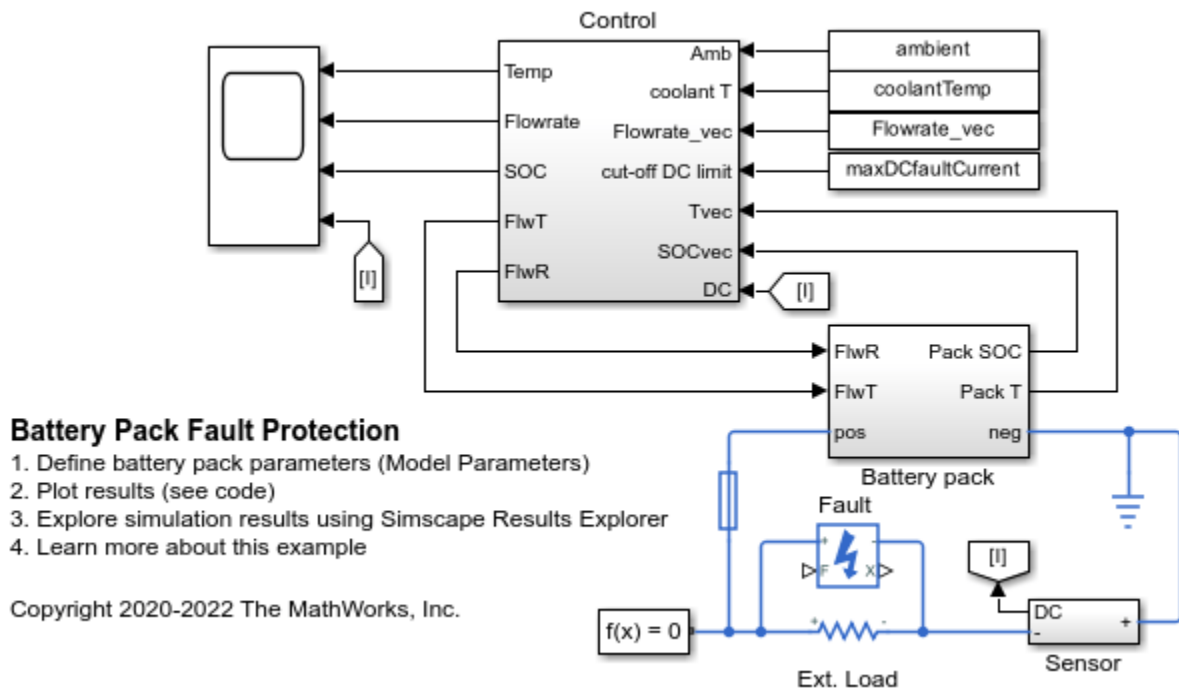 Control
Temp
Flowrate
SOC
FlwT
FlwR
Amb
coolant T
Flowrate_vec
cut-off DC limit
Tvec
SOCvec
DC
ambient
coolantTemp
Flowrate_vec
maxDCfaultCurrent
[I]
[I]
FlwR
FlwT
pos
Pack SOC
Pack T
neg
Battery pack
Battery Pack Fault Protection
1. Define battery pack parameters (Model Parameters)
2. Plot results (see code)
3. Explore simulation results using Simscape Results Explorer
4. Learn more about this example
Copyright 2020-2022 The MathWorks, Inc.
Fault
+ -
F X
[I]
f(x) = 0
+ -
Ext. Load
DC
- +
Sensor